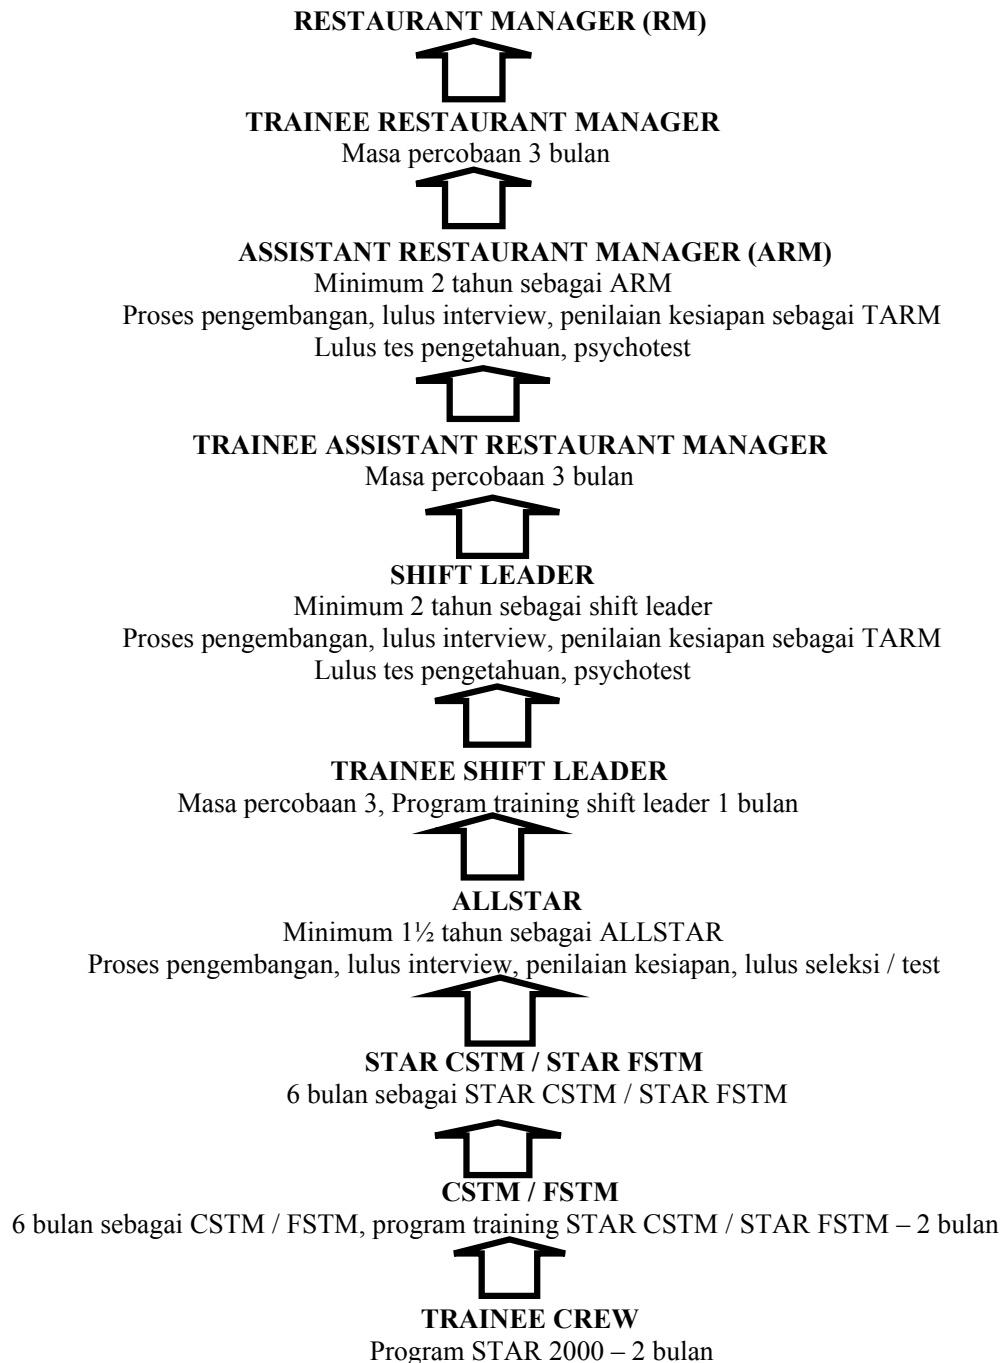 RESTAURANT MANAGER (RM)
TRAINEE RESTAURANT MANAGER
Masa percobaan 3 bulan
ASSISTANT RESTAURANT MANAGER (ARM)
Minimum 2 tahun sebagai ARM
Proses pengembangan, lulus interview, penilaian kesiapan sebagai TARM
Lulus tes pengetahuan, psychotest
TRAINEE ASSISTANT RESTAURANT MANAGER
Masa percobaan 3 bulan
SHIFT LEADER
Minimum 2 tahun sebagai shift leader
Proses pengembangan, lulus interview, penilaian kesiapan sebagai TARM
Lulus tes pengetahuan, psychotest
TRAINEE SHIFT LEADER
Masa percobaan 3, Program training shift leader 1 bulan
ALLSTAR
Minimum 1½ tahun sebagai ALLSTAR
Proses pengembangan, lulus interview, penilaian kesiapan, lulus seleksi / test
STAR CSTM / STAR FSTM
6 bulan sebagai STAR CSTM / STAR FSTM
CSTM / FSTM
6 bulan sebagai CSTM / FSTM, program training STAR CSTM / STAR FSTM – 2 bulan
TRAINEE CREW
Program STAR 2000 – 2 bulan